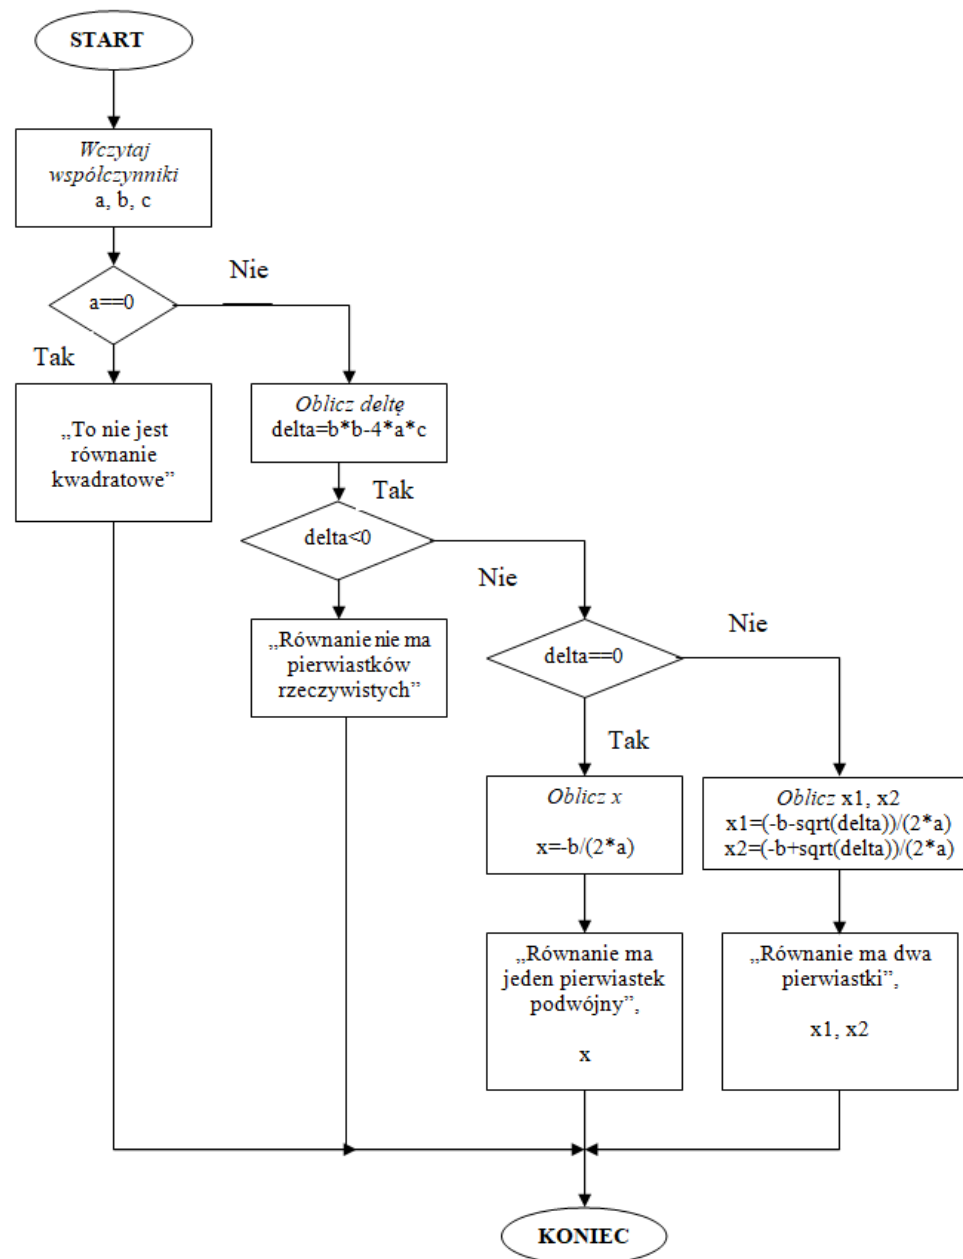 START
Wczytaj
współczynniki
a, b, c
Nie
a==0
Tak
„To nie jest
równanie
kwadratowe”
Oblicz deltę
delta=b*b-4*a*c
Tak
delta<0
Nie
„Równanie nie ma
pierwiastków
rzeczywistych”
Nie
delta==0
Tak
Oblicz x
x=-b/(2*a)
Oblicz x1, x2
x1=(-b-sqrt(delta))/(2*a)
x2=(-b+sqrt(delta))/(2*a)
„Równanie ma
jeden pierwiastek
podwójny”,
x
„Równanie ma dwa
pierwiastki”,
x1, x2
KONIEC